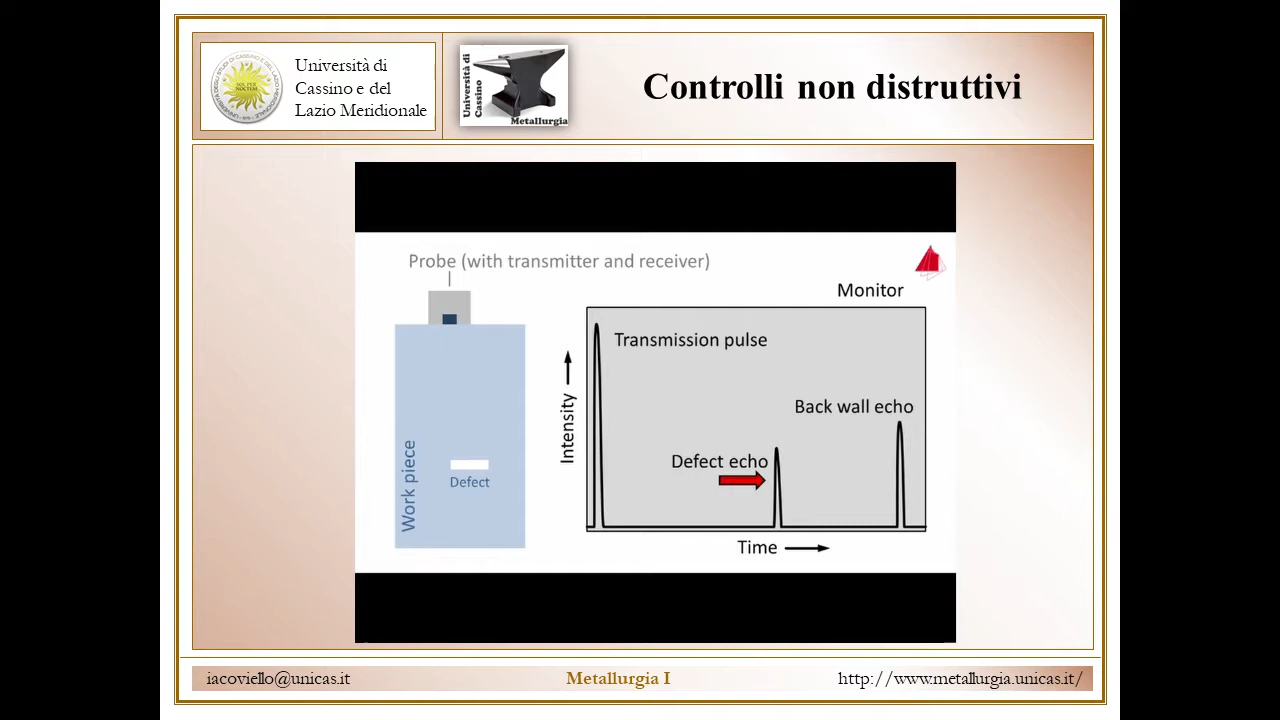 Università di
Cassino e del
Lazio Meridionale
Università di
Cassino
Metallurgia
Controlli non distruttivi
Probe (with transmitter and receiver)
Monitor
Transmission pulse
Back wall echo
Defect echo
Intensity
Work piece
Defect
Time
iacoviello@unicas.it
Metallurgia I
http://www.metallurgia.unicas.it/